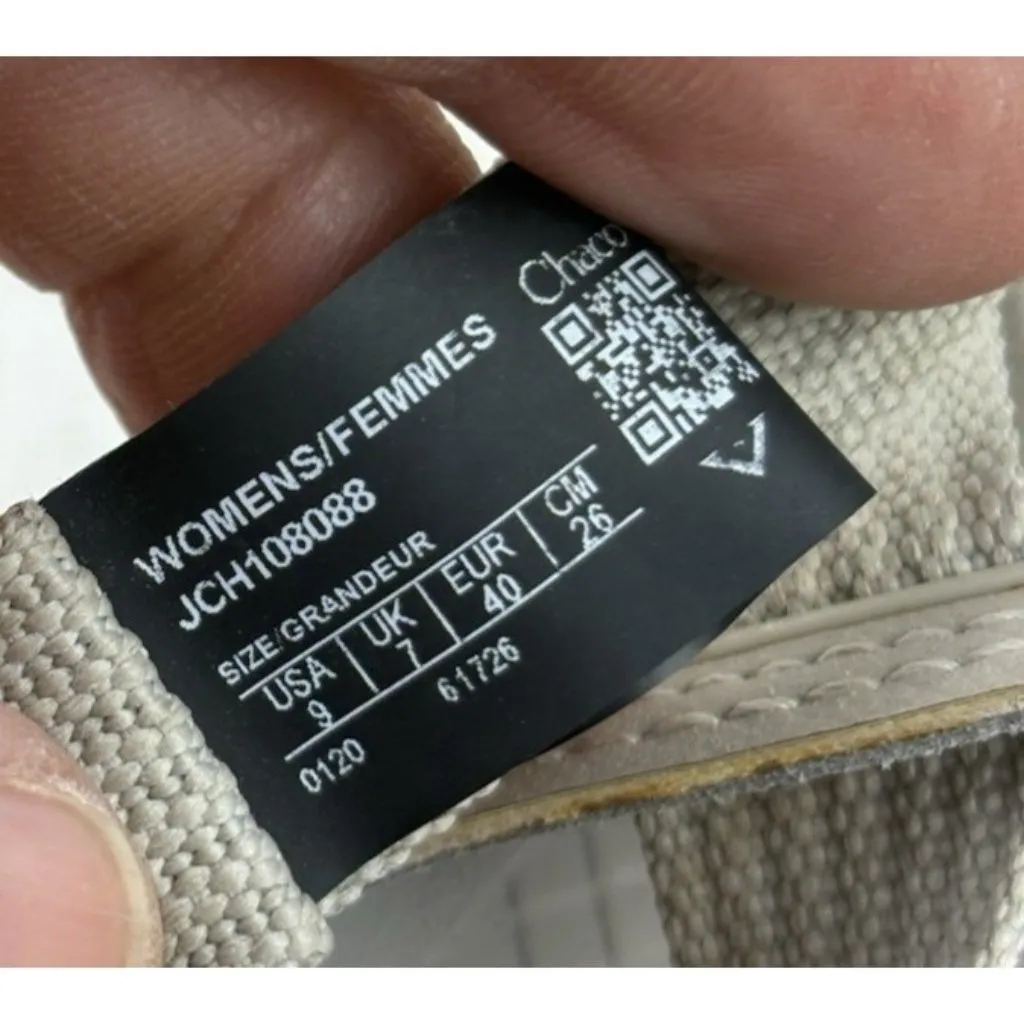 Chaco
WOMENS/FEMMES
JCH108088
SIZE/GRANDEUR
USA UK EUR CM
9 7 40 26
0120 61726